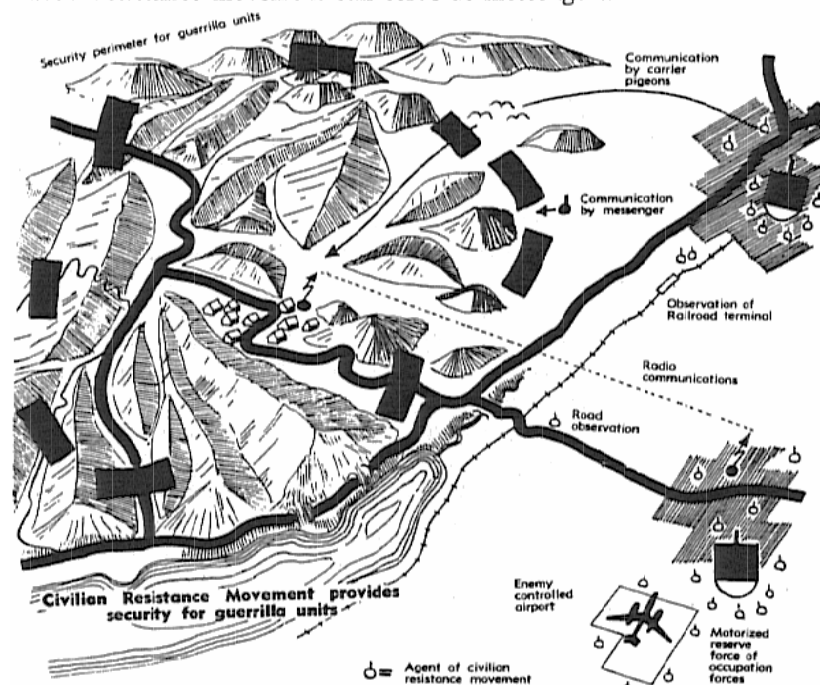 Security perimeter for guerrilla units
Communication
by carrier
pigeons
Communication
by messenger
Observation of
Railroad terminal
Radio
communications
Road
observation
Civilian Resistance Movement provides
security for guerrilla units
Enemy
controlled
airport
Motorized
reserve
force of
occupation
forces
= Agent of civilian
resistance movement